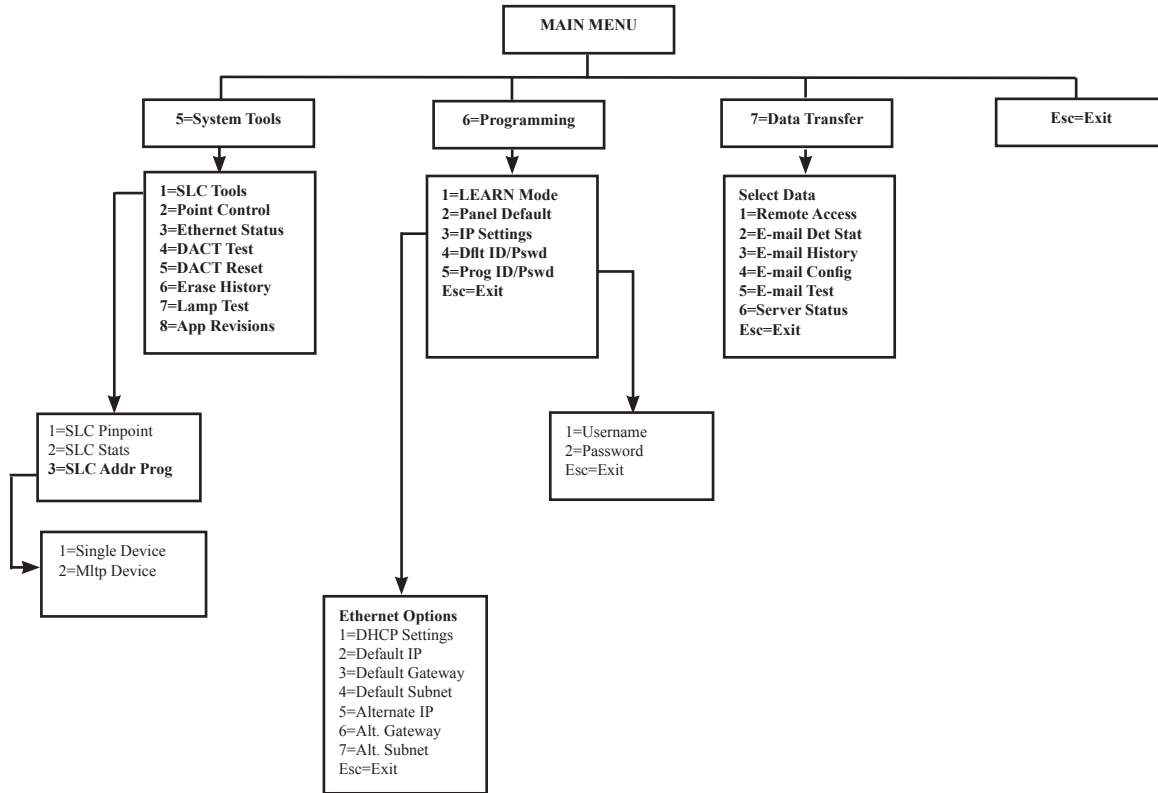 MAIN MENU
5=System Tools
6=Programming
7=Data Transfer
Esc=Exit
1=SLC Tools
2=Point Control
3=Ethernet Status
4=DACT Test
5=DACT Reset
6=Erase History
7=Lamp Test
8=App Revisions
1=LEARN Mode
2=Panel Default
3=IP Settings
4=Dflt ID/Pswd
5=Prog ID/Pswd
Esc=Exit
Select Data
1=Remote Access
2=E-mail Det Stat
3=E-mail History
4=E-mail Config
5=E-mail Test
6=Server Status
Esc=Exit
1=SLC Pinpoint
2=SLC Stats
3=SLC Addr Prog
1=Username
2=Password
Esc=Exit
1=Single Device
2=Mltp Device
Ethernet Options
1=DHCP Settings
2=Default IP
3=Default Gateway
4=Default Subnet
5=Alternate IP
6=Alt. Gateway
7=Alt. Subnet
Esc=Exit